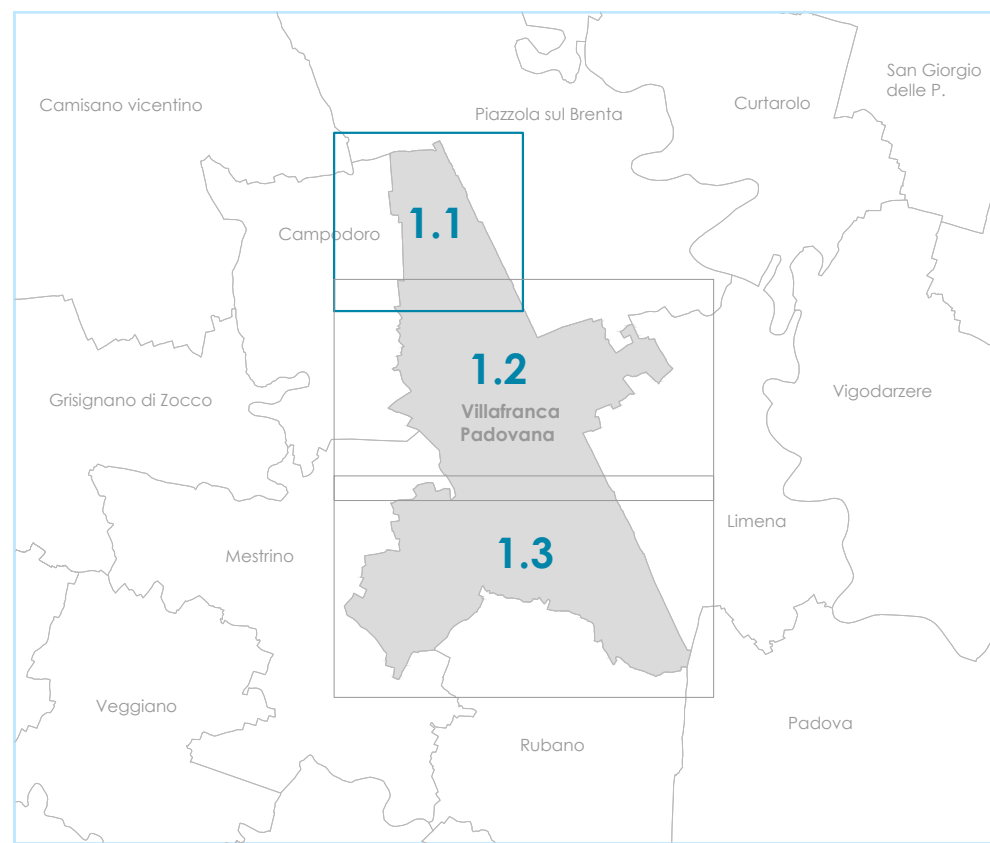 San Giorgio
delle P.
Camisano vicentino
Curtarolo
Piazzola sul Brenta
1.1
Campodoro
1.2
Vigodarzere
Grisignano di Zocco
Villafranca
Padovana
Limena
1.3
Mestrino
Veggiano
Padova
Rubano